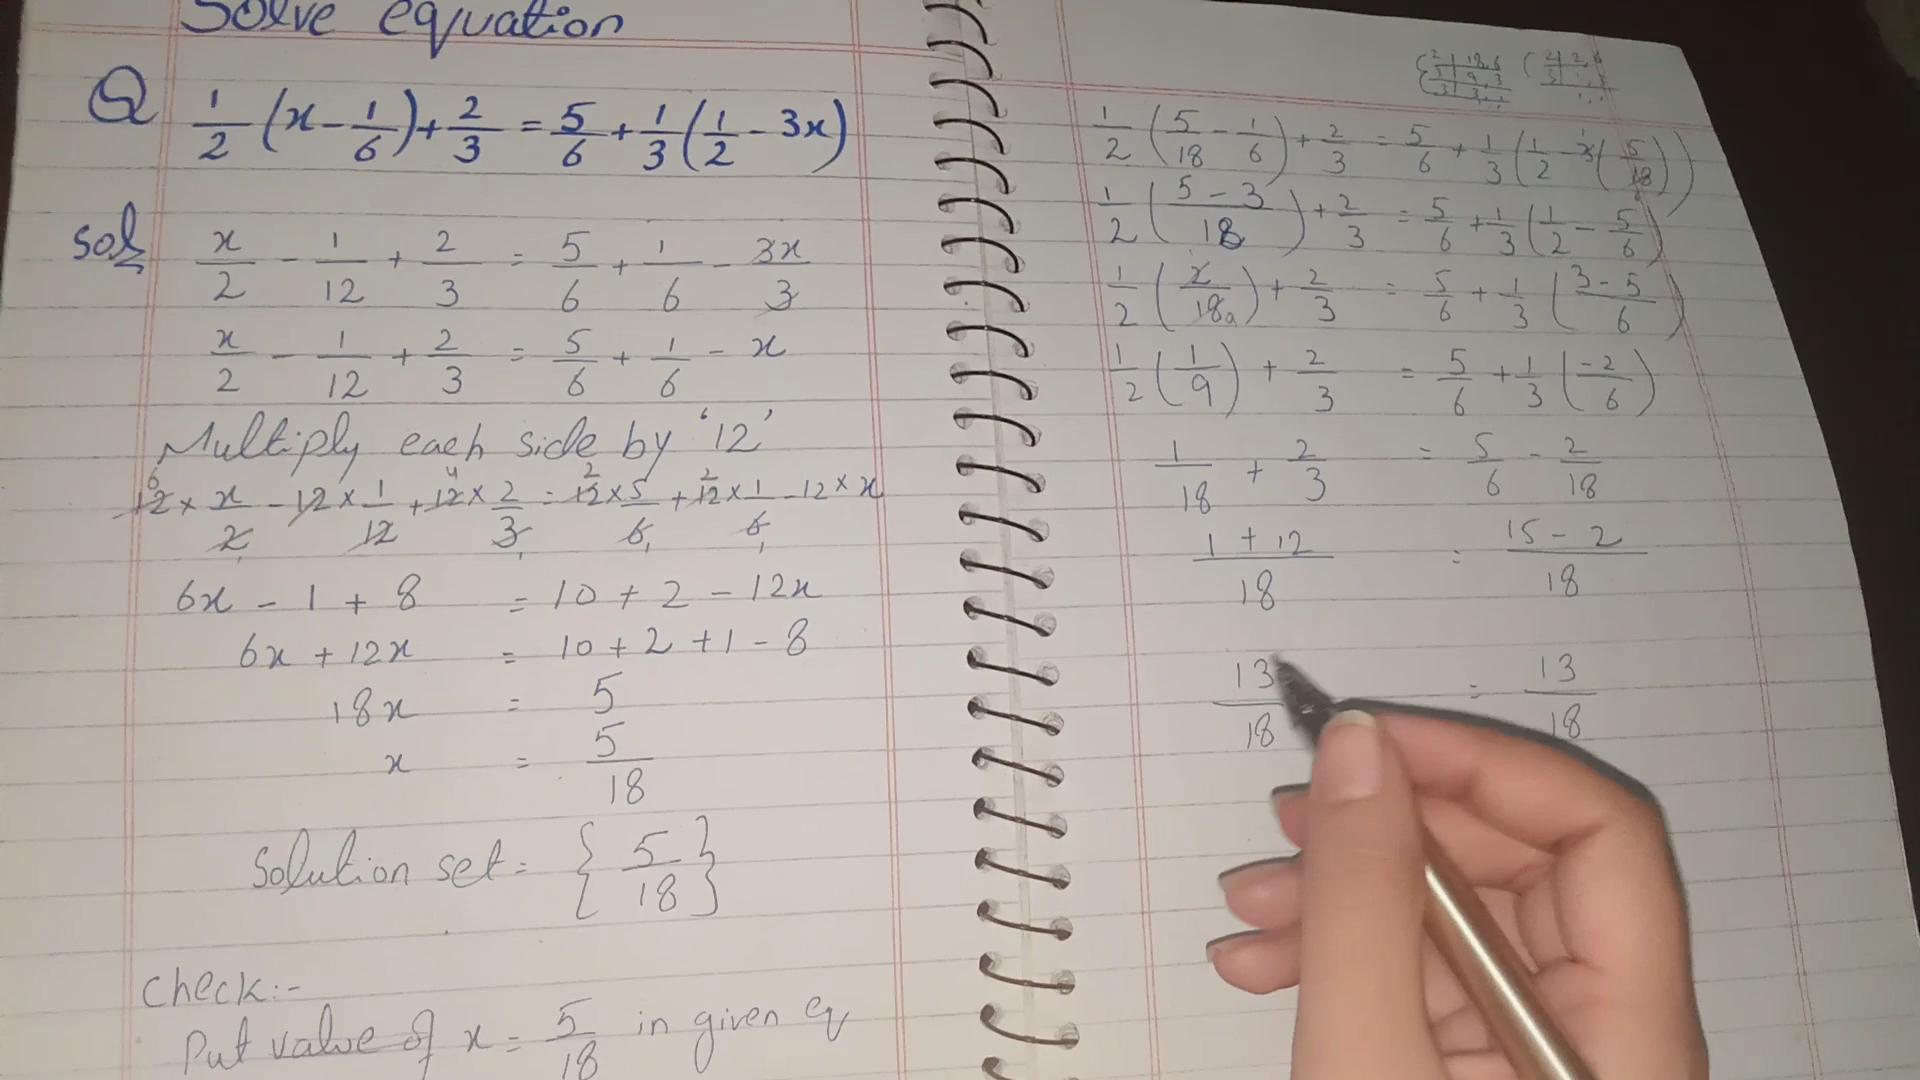 Solve equation
Q 1/2 (x - 1/6) + 2/3 = 5/6 + 1/3 (1/2 - 3x)
Sol x/2 - 1/12 + 2/3 = 5/6 + 1/6 - 3x/3
x/2 - 1/12 + 2/3 = 5/6 + 1/6 - x
Multiply each side by '12'
12 × x/2 - 12 × 1/12 + 12 × 2/3 = 12 × 5/6 + 12 × 1/6 - 12 × x
6x - 1 + 8 = 10 + 2 - 12x
6x + 12x = 10 + 2 + 1 - 8
18x = 5
x = 5/18
Solution set = {5/18}
Check:-
Put value of x = 5/18 in given eq
1/2 (5/18 - 1/6) + 2/3 = 5/6 + 1/3 (1/2 - 3(5/18))
1/2 ((5 - 3)/18) + 2/3 = 5/6 + 1/3 (1/2 - 5/6)
1/2 (2/18) + 2/3 = 5/6 + 1/3 ((3 - 5)/6)
1/2 (1/9) + 2/3 = 5/6 + 1/3 (-2/6)
1/18 + 2/3 = 5/6 - 2/18
(1 + 12)/18 = (15 - 2)/18
13/18 = 13/18